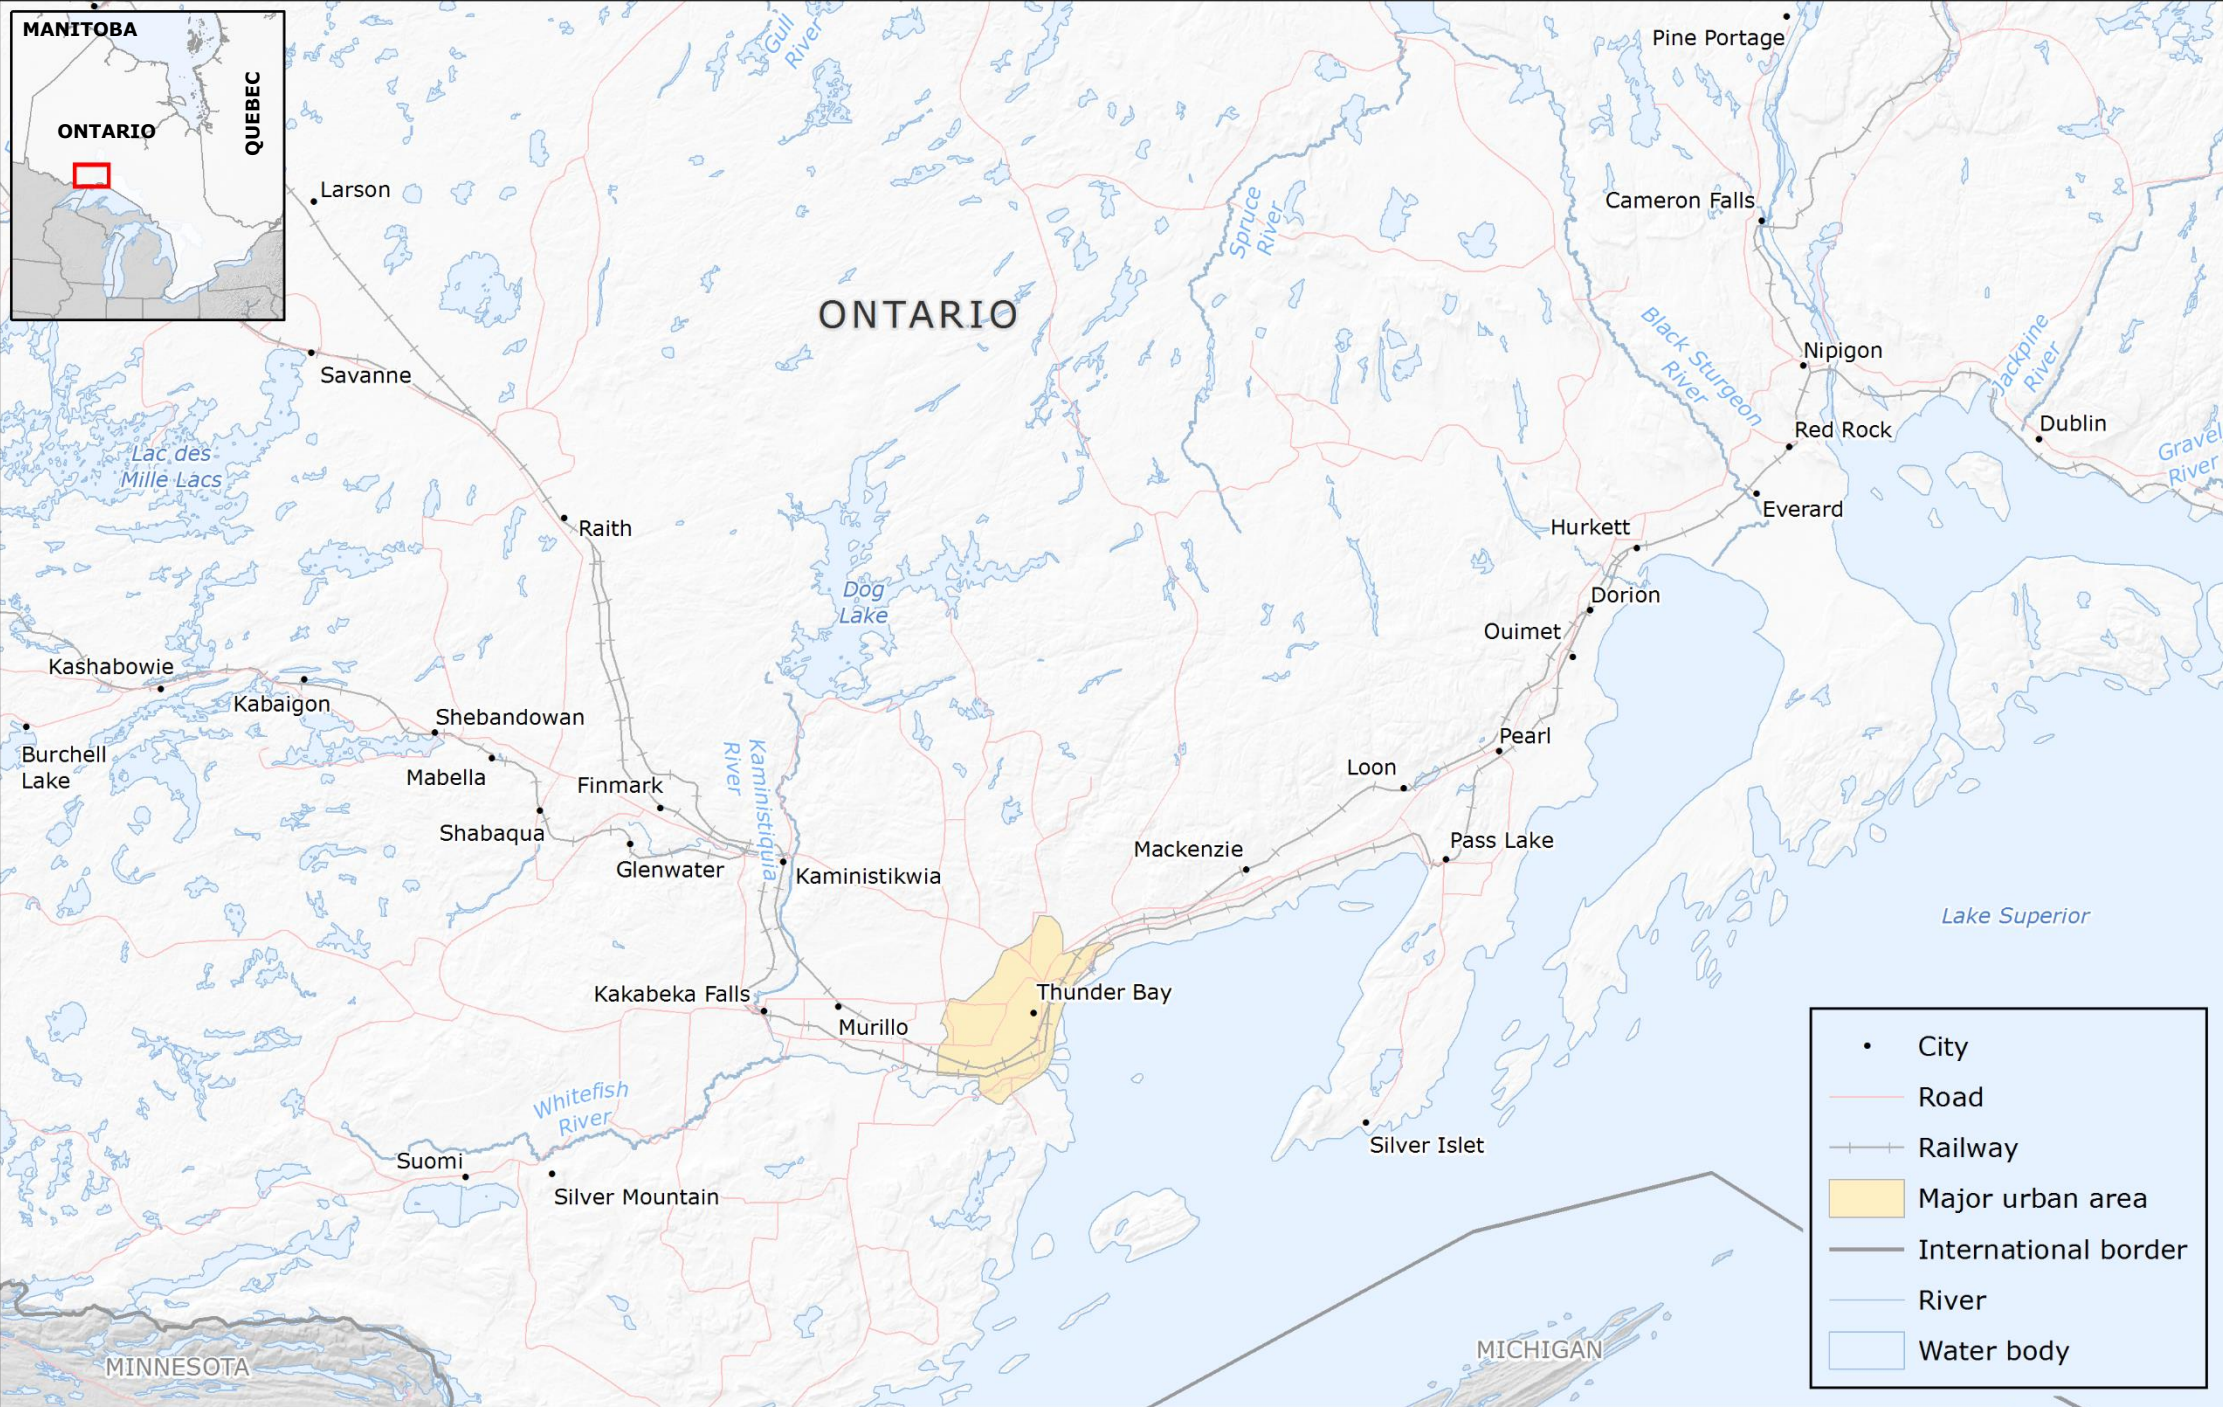 MANITOBA
ONTARIO
QUEBEC
Gull
River
Pine Portage
Larson
Cameron Falls
Spruce
River
ONTARIO
Savanne
Black Sturgeon
River
Nipigon
Jackpine
River
Dublin
Red Rock
Gravel
River
Lac des
Mille Lacs
Everard
Raith
Hurkett
Dog
Lake
Dorion
Ouimet
Kashabowie
Kabaigon
Shebandowan
Burchell
Lake
Mabella
Finmark
Kaministiquia
River
Pearl
Loon
Shabaqua
Glenwater
Kaministikwia
Mackenzie
Pass Lake
Lake Superior
Kakabeka Falls
Murillo
Thunder Bay
Whitefish
River
Suomi
Silver Mountain
Silver Islet
MINNESOTA
MICHIGAN
City
Road
Railway
Major urban area
International border
River
Water body